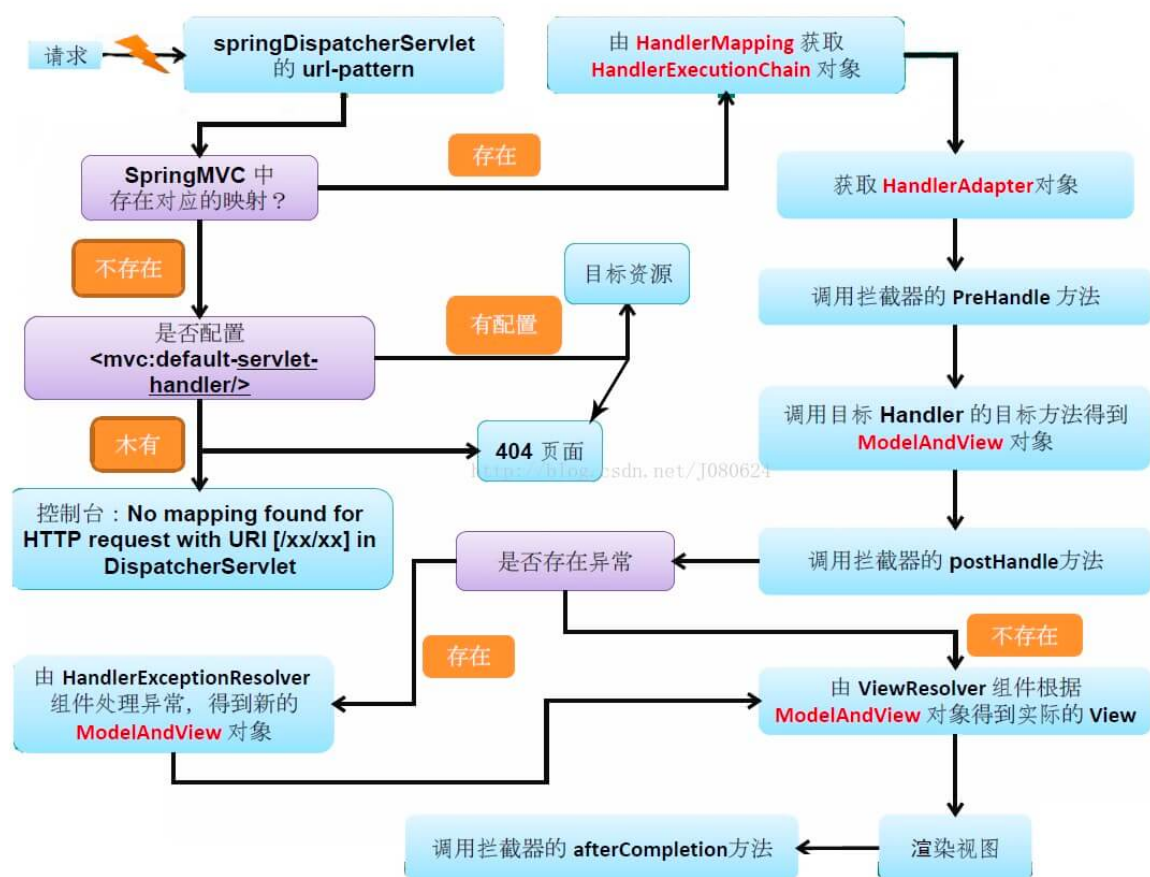 请求
springDispatcherServlet
的 url-pattern
由 HandlerMapping 获取
HandlerExecutionChain 对象
SpringMVC 中
存在对应的映射？
存在
获取 HandlerAdapter对象
不存在
目标资源
调用拦截器的 PreHandle 方法
是否配置
<mvc:default-servlet-
handler/>
有配置
木有
404 页面
调用目标 Handler 的目标方法得到
ModelAndView 对象
http://blog.csdn.net/J080624
控制台：No mapping found for
HTTP request with URI [/xx/xx] in
DispatcherServlet
是否存在异常
调用拦截器的 postHandle方法
存在
不存在
由 HandlerExceptionResolver
组件处理异常，得到新的
ModelAndView 对象
由 ViewResolver 组件根据
ModelAndView 对象得到实际的 View
调用拦截器的 afterCompletion方法
渲染视图